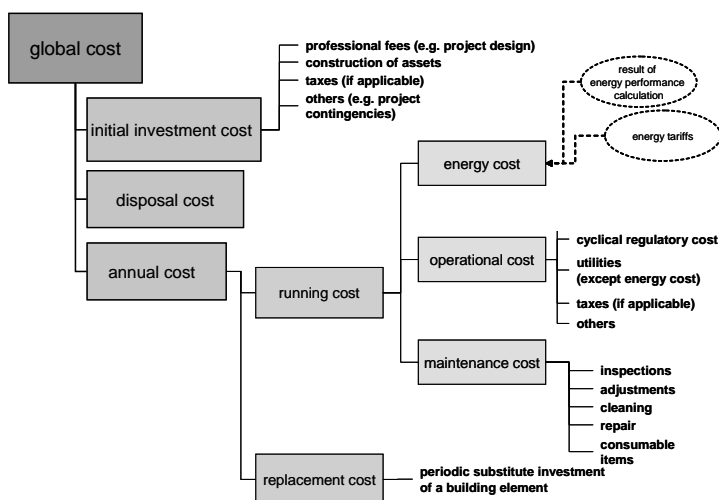 global cost
professional fees (e.g. project design)
construction of assets
taxes (if applicable)
others (e.g. project
contingencies)
initial investment cost
result of
energy performance
calculation
energy tariffs
energy cost
disposal cost
annual cost
running cost
operational cost
cyclical regulatory cost
utilities
(except energy cost)
taxes (if applicable)
others
maintenance cost
inspections
adjustments
cleaning
repair
consumable
items
replacement cost
periodic substitute investment
of a building element